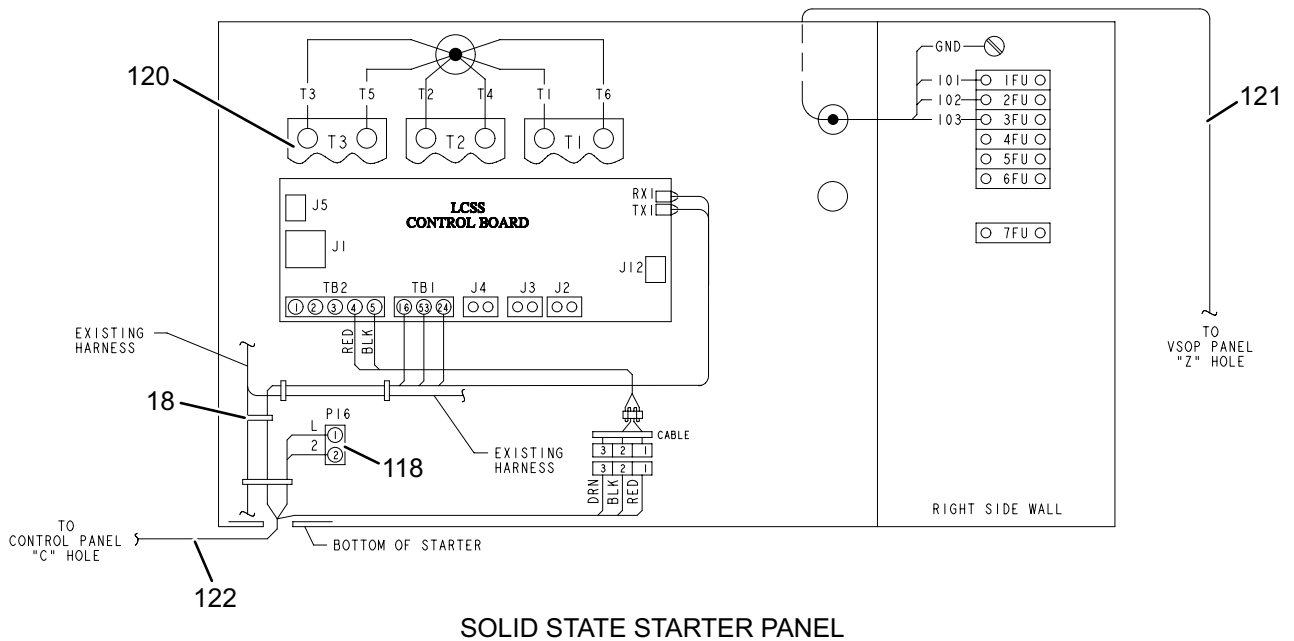 GND
101 1FU
120 T3 T5 T2 T4 T1 T6 102 2FU 121
103 3FU
T3 T2 T1 4FU
5FU
6FU
RX1
J5 LCSS TX1
CONTROL BOARD
7FU
J1
J12
TB2 TB1 J4 J3 J2
1 2 3 4 5 16 53 24
EXISTING
HARNESS
RED
BLK
TO
VSOP PANEL
"Z" HOLE
18 P16
L 1
2 2
118
CABLE
EXISTING
HARNESS
3 2 1
3 2 1
DRN
BLK
RED
RIGHT SIDE WALL
TO
CONTROL PANEL
"C" HOLE
BOTTOM OF STARTER
122
SOLID STATE STARTER PANEL